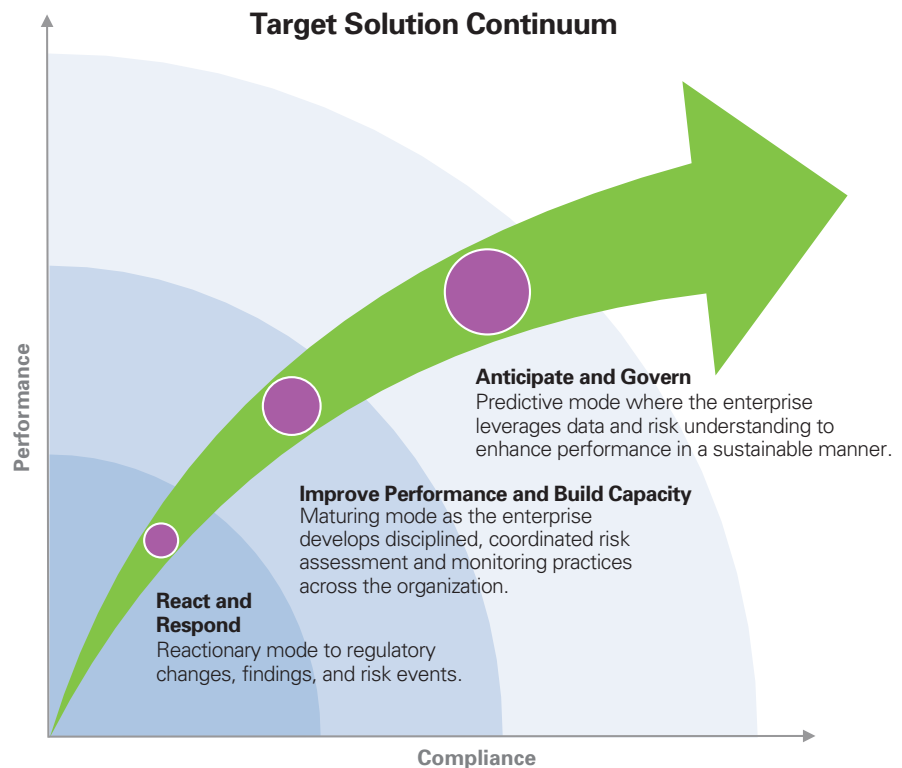 Target Solution Continuum
Performance
Anticipate and Govern
Predictive mode where the enterprise
leverages data and risk understanding to
enhance performance in a sustainable manner.
Improve Performance and Build Capacity
Maturing mode as the enterprise
develops disciplined, coordinated risk
assessment and monitoring practices
across the organization.
React and
Respond
Reactionary mode to regulatory
changes, findings, and risk events.
Compliance